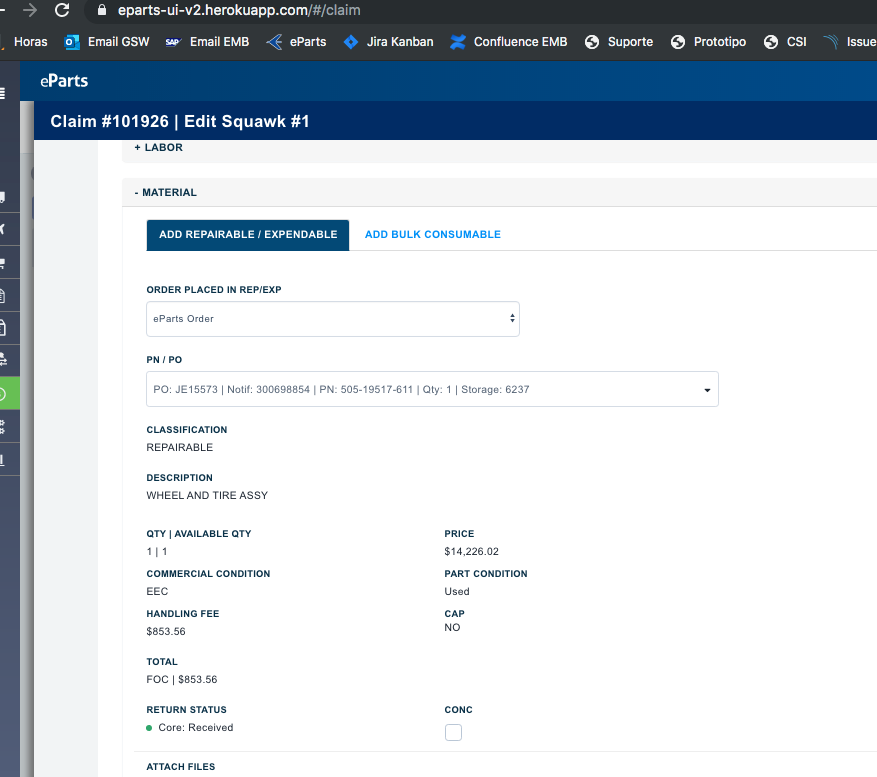 eparts-ui-v2.herokuapp.com/#/claim
Horas Email GSW SAP Email EMB eParts Jira Kanban Confluence EMB Suporte Prototipo CSI Issue
eParts
Claim #101926 | Edit Squawk #1
+ LABOR
- MATERIAL
ADD REPAIRABLE / EXPENDABLE ADD BULK CONSUMABLE
ORDER PLACED IN REP/EXP
eParts Order
PN / PO
PO: JE15573 | Notif: 300698854 | PN: 505-19517-611 | Qty: 1 | Storage: 6237
CLASSIFICATION
REPAIRABLE
DESCRIPTION
WHEEL AND TIRE ASSY
QTY | AVAILABLE QTY PRICE
1 | 1 $14,226.02
COMMERCIAL CONDITION PART CONDITION
EEC Used
HANDLING FEE CAP
$853.56 NO
TOTAL
FOC | $853.56
RETURN STATUS CONC
Core: Received
ATTACH FILES